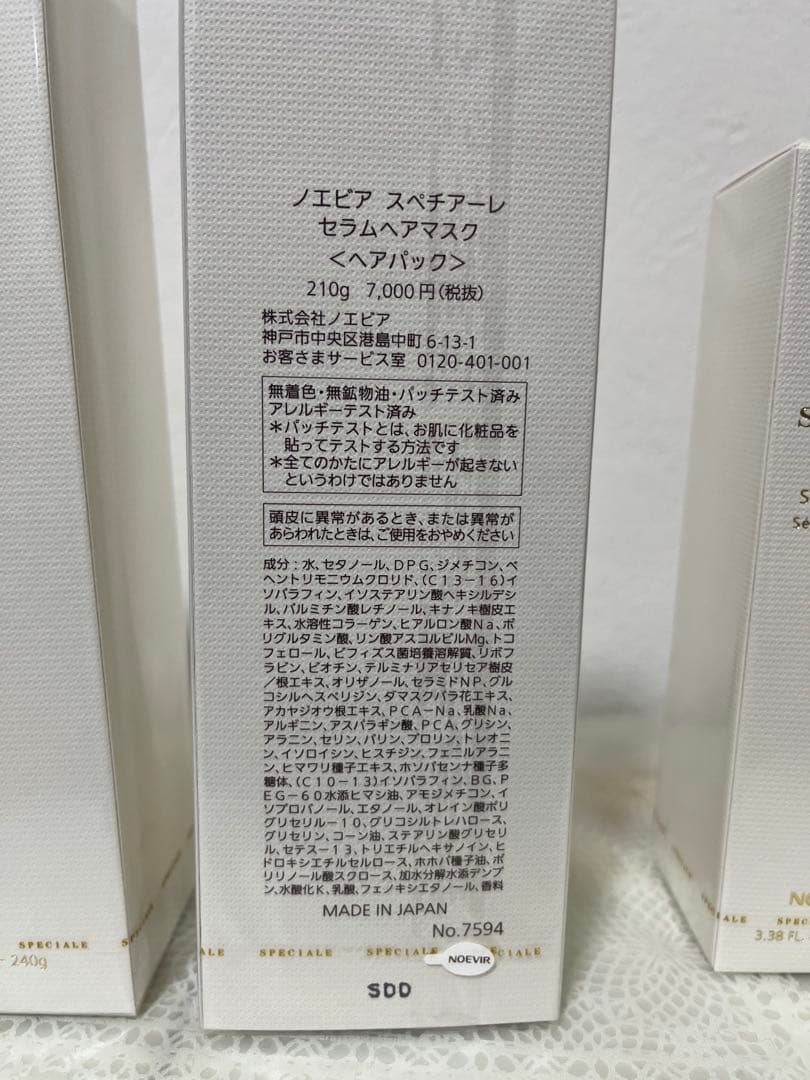 ノエビア スペチアーレ
セラムヘアマスク
＜ヘアパック＞
210g 7,000円(税抜)
株式会社ノエビア
神戸市中央区港島中町6-13-1
お客さまサービス室 0120-401-001
無着色・無鉱物油・パッチテスト済み
アレルギーテスト済み
＊パッチテストとは、お肌に化粧品を
貼ってテストする方法です
＊全てのかたにアレルギーが起きない
というわけではありません
頭皮に異常があるとき、または異常が
あらわれたときは、ご使用をおやめください
成分：水、セタノール、DPG、ジメチコン、ベ
ヘントリモニウムクロリド、(C13-16)イ
ソパラフィン、イソステアリン酸ヘキシルデシ
ル、パルミチン酸レチノール、キナノキ樹皮エ
キス、水溶性コラーゲン、ヒアルロン酸Na、ポ
リグルタミン酸、リン酸アスコルビルMg、トコ
フェロール、ビフィズス菌培養溶解質、リボフ
ラビン、ビオチン、テルミナリアセリセア樹皮
/根エキス、オリザノール、セラミドNP、グル
コシルヘスペリジン、ダマスクバラ花エキス、
アカヤジオウ根エキス、PCA-Na、乳酸Na、
アルギニン、アスパラギン酸、PCA、グリシン、
アラニン、セリン、バリン、プロリン、トレオニ
ン、イソロイシン、ヒスチジン、フェニルアラニ
ン、ヒマワリ種子エキス、ホソバセンナ種子多
糖体、(C10-13)イソパラフィン、BG、P
EG-60水添ヒマシ油、アモジメチコン、イ
ソプロパノール、エタノール、オレイン酸ポリ
グリセリル-10、グリコシルトレハロース、
グリセリン、コーン油、ステアリン酸グリセリ
ル、セテス-13、トリエチルヘキサノイン、ヒ
ドロキシエチルセルロース、ホホバ種子油、ポ
リリノール酸スクロース、加水分解水添デンプ
ン、水酸化K、乳酸、フェノキシエタノール、香料
MADE IN JAPAN
No.7594
SPECIALE SPECIALE
NOEVIR
SDD
SPECIALE
240g
3.38 FL.